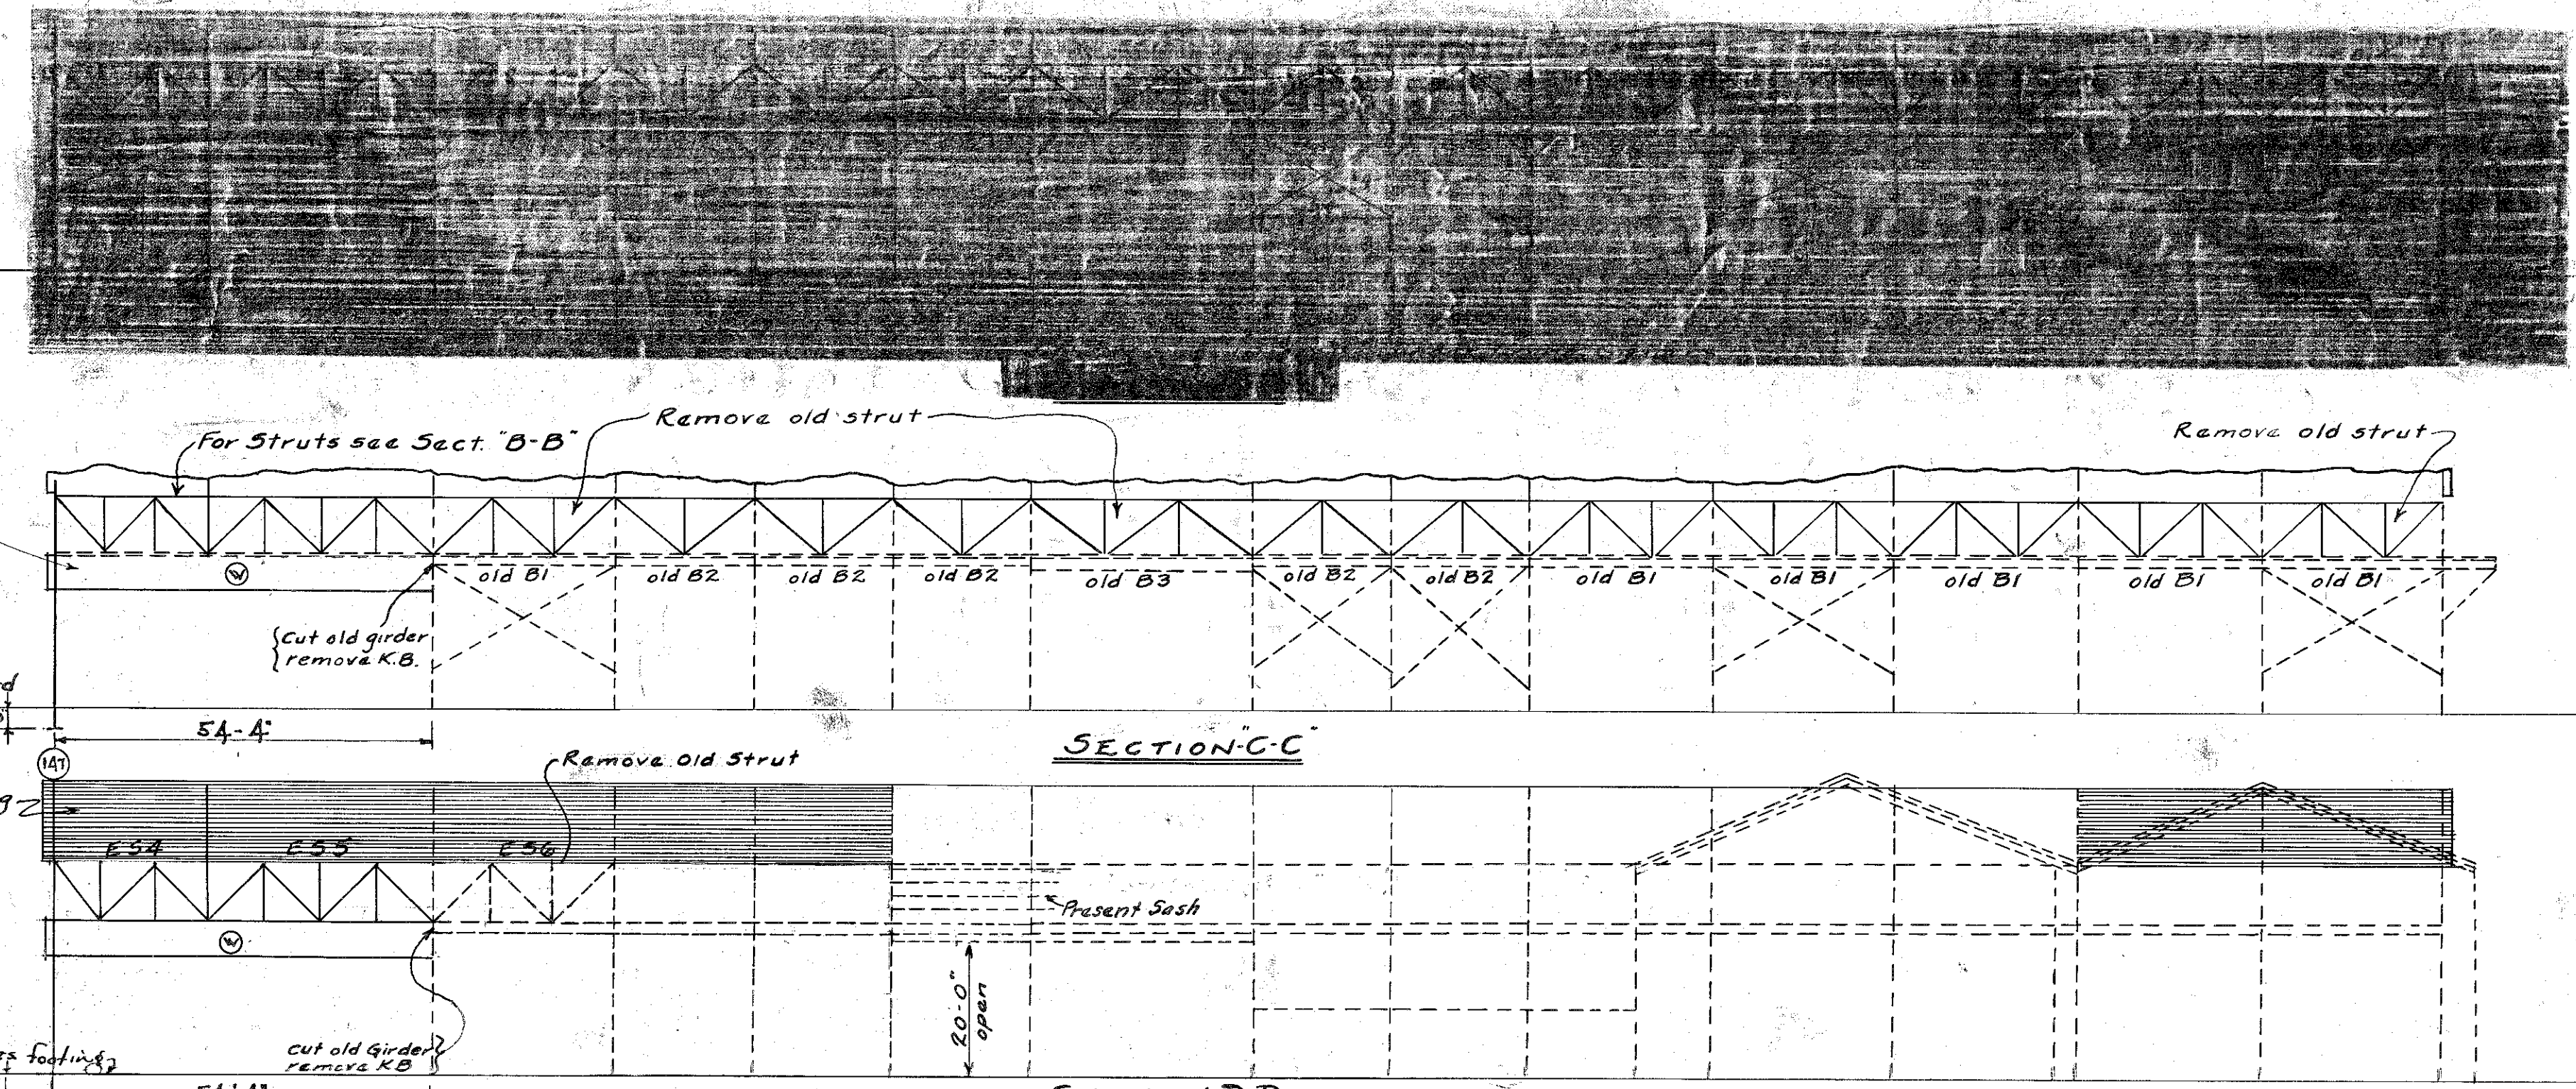 Remove old strut
For Struts see Sect. "B-B"
Remove old strut
W
old B1
old B2
old B2
old B2
old B3
old B2
old B2
old B1
old B1
old B1
old B1
old B1
Cut old girder
remove K.B.
54-4"
SECTION "C-C"
147
Remove Old Strut
ES4
ES5
ES6
Present Sash
W
20'-0"
open
cut old Girder
remove KB
footing